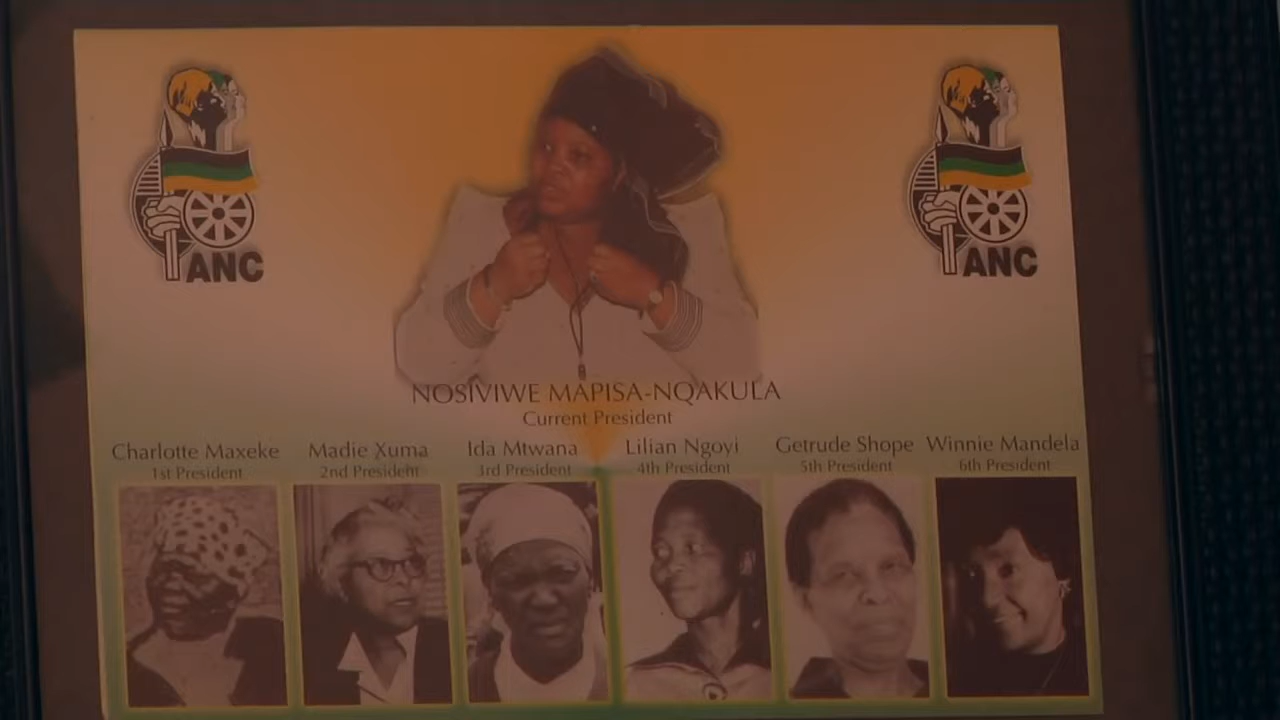 ANC
ANC
NOSIVIWE MAPISA-NQAKULA
Current President
Charlotte Maxeke
1st President
Madie Xuma
2nd President
Ida Mtwana
3rd President
Lilian Ngoyi
4th President
Getrude Shope
5th President
Winnie Mandela
6th President